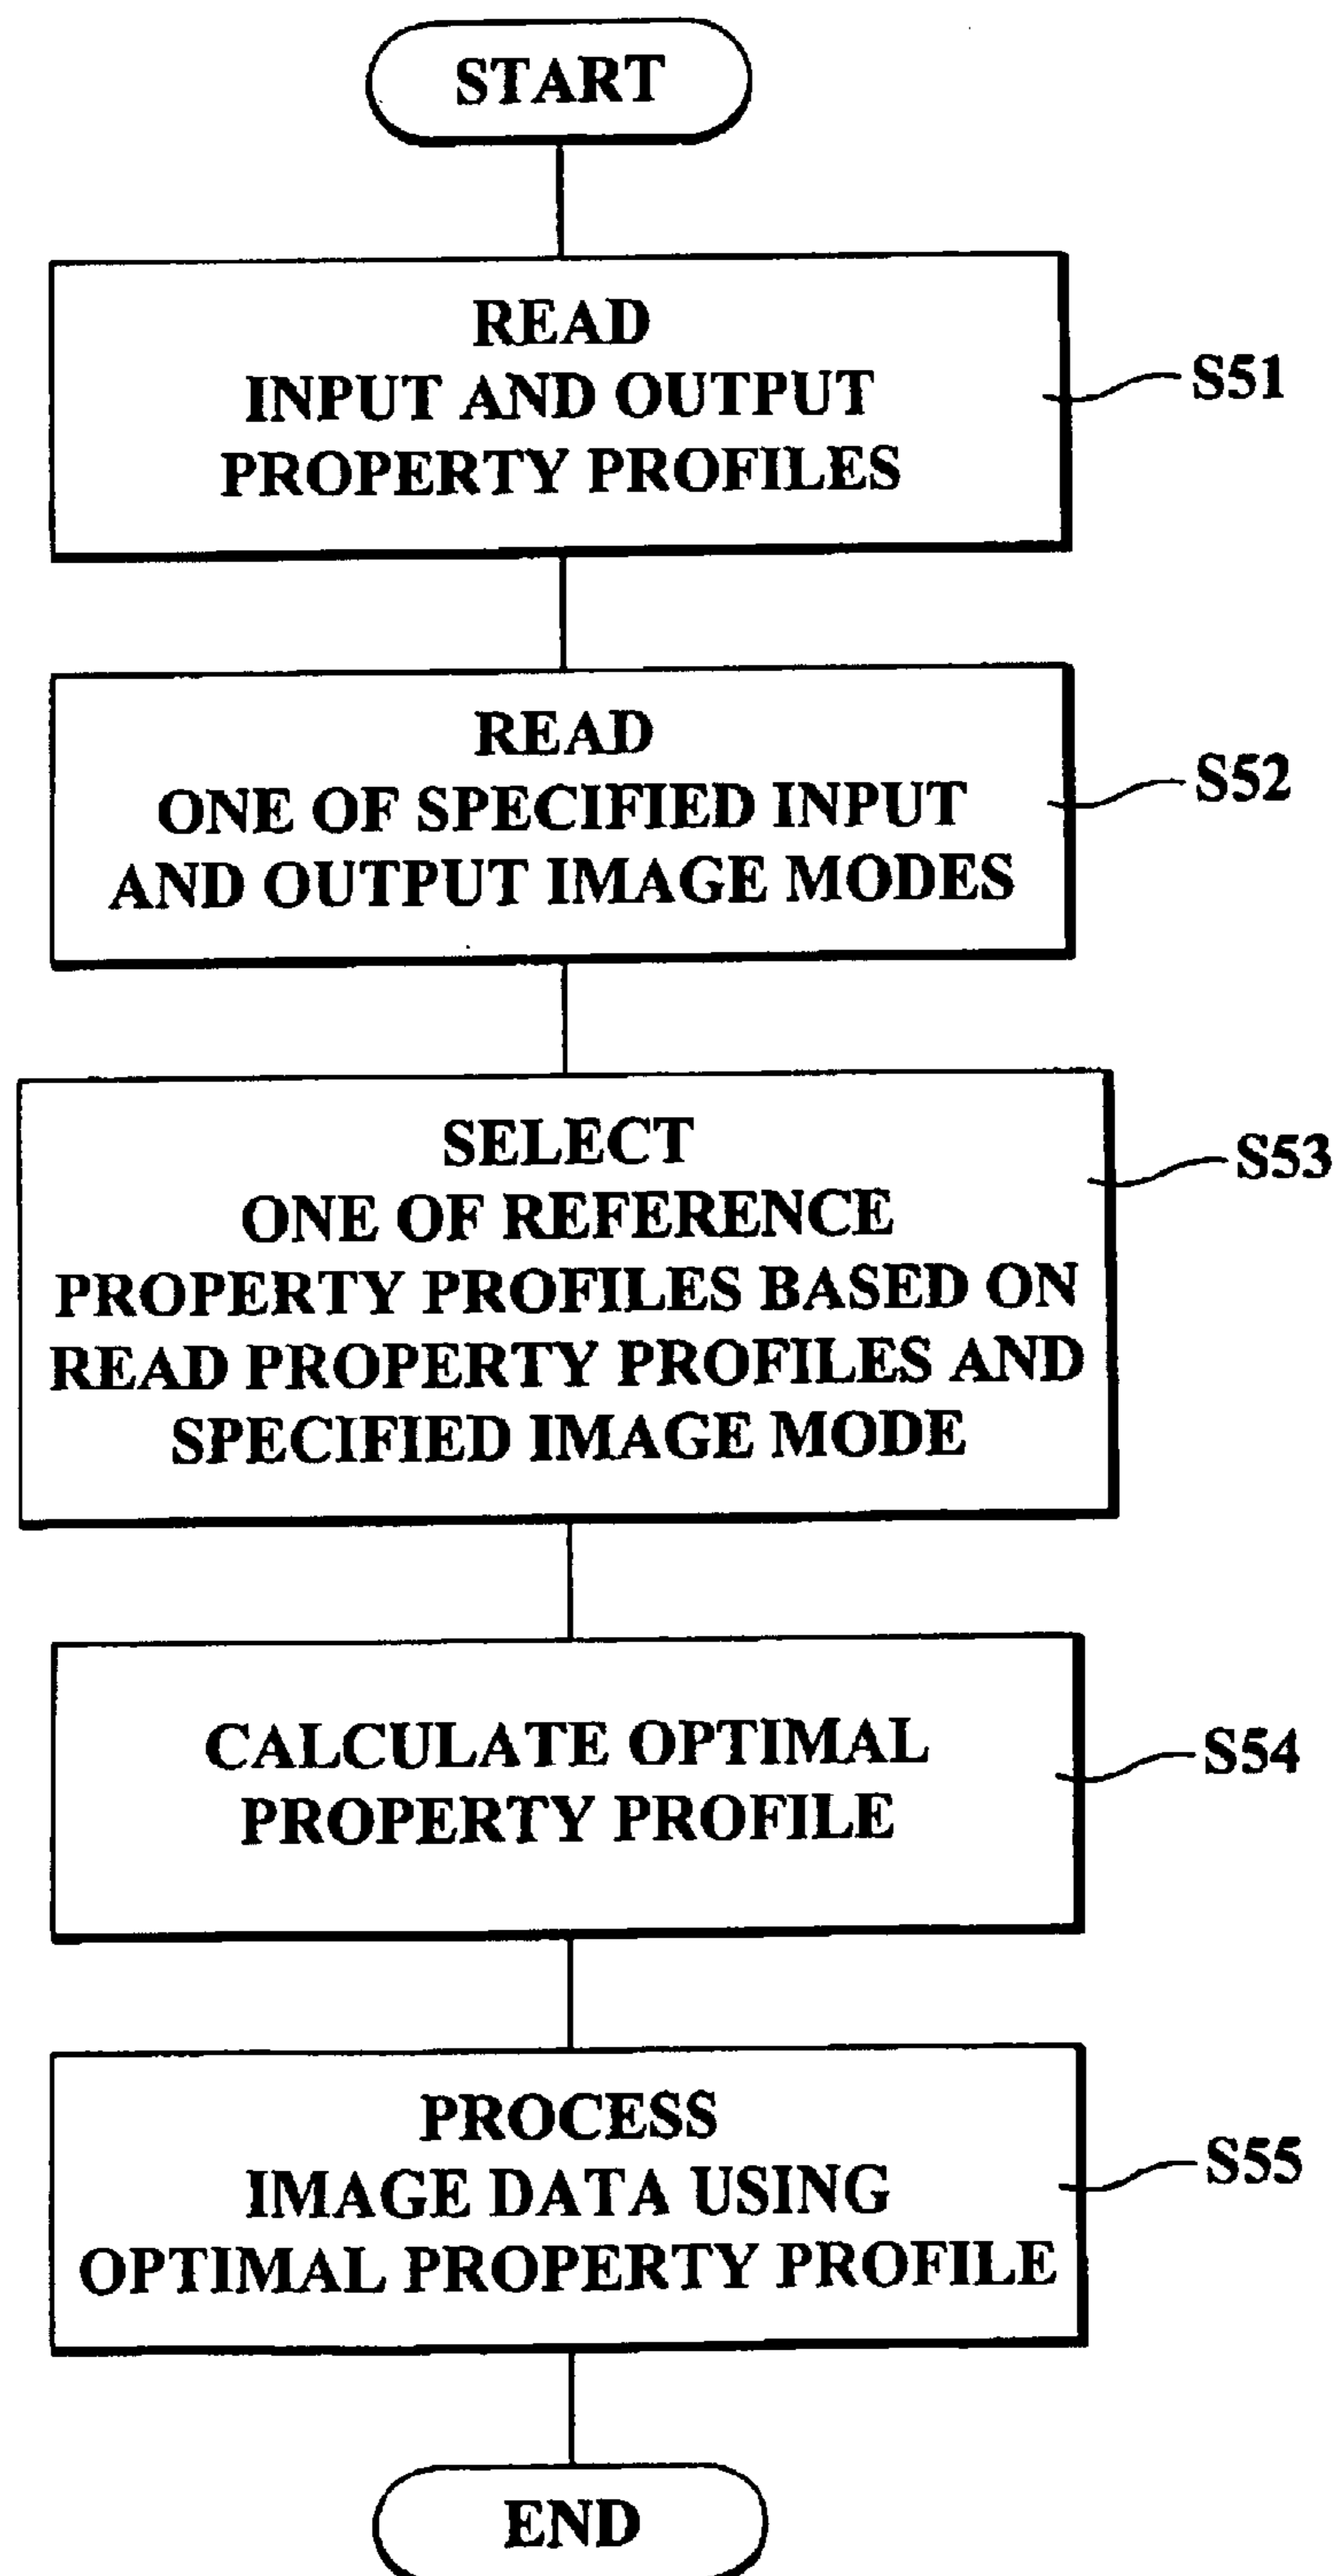 START
READ
INPUT AND OUTPUT
PROPERTY PROFILES
S51
READ
ONE OF SPECIFIED INPUT
AND OUTPUT IMAGE MODES
S52
SELECT
ONE OF REFERENCE
PROPERTY PROFILES BASED ON
READ PROPERTY PROFILES AND
SPECIFIED IMAGE MODE
S53
CALCULATE OPTIMAL
PROPERTY PROFILE
S54
PROCESS
IMAGE DATA USING
OPTIMAL PROPERTY PROFILE
S55
END